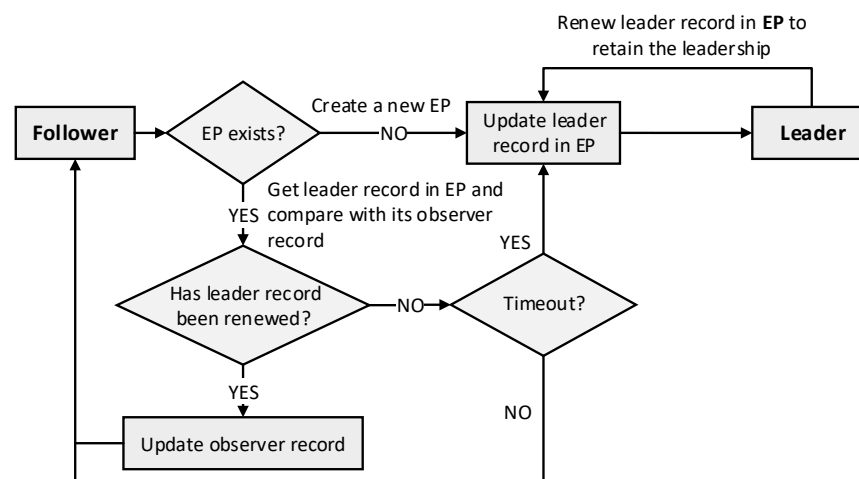 Renew leader record in EP to
retain the leadership
Follower
EP exists?
Create a new EP
NO
Update leader
record in EP
Leader
YES
Get leader record in EP and
compare with its observer
record
YES
Has leader record
been renewed?
NO
Timeout?
YES
NO
Update observer record